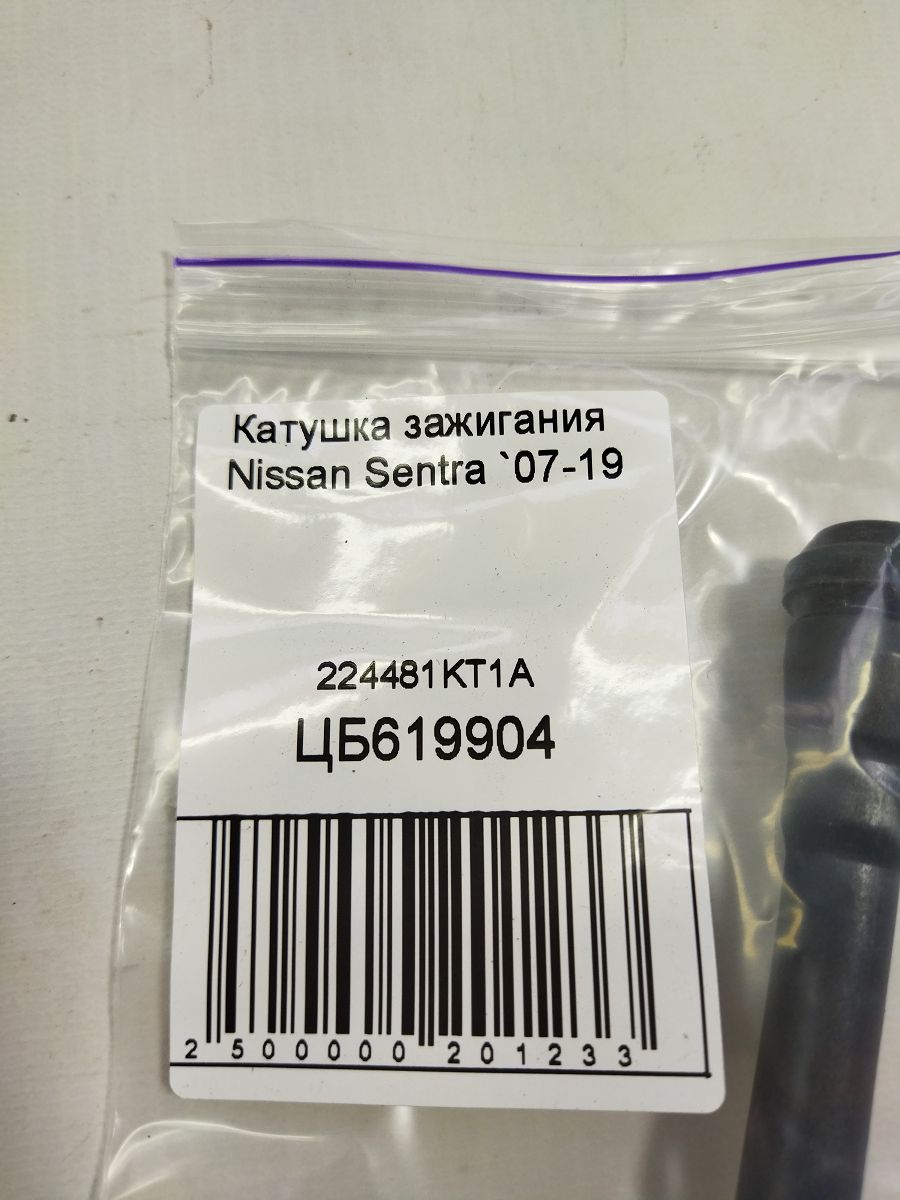 Катушка зажигания
Nissan Sentra `07-19
224481KT1A
ЦБ619904
2 500000 201233